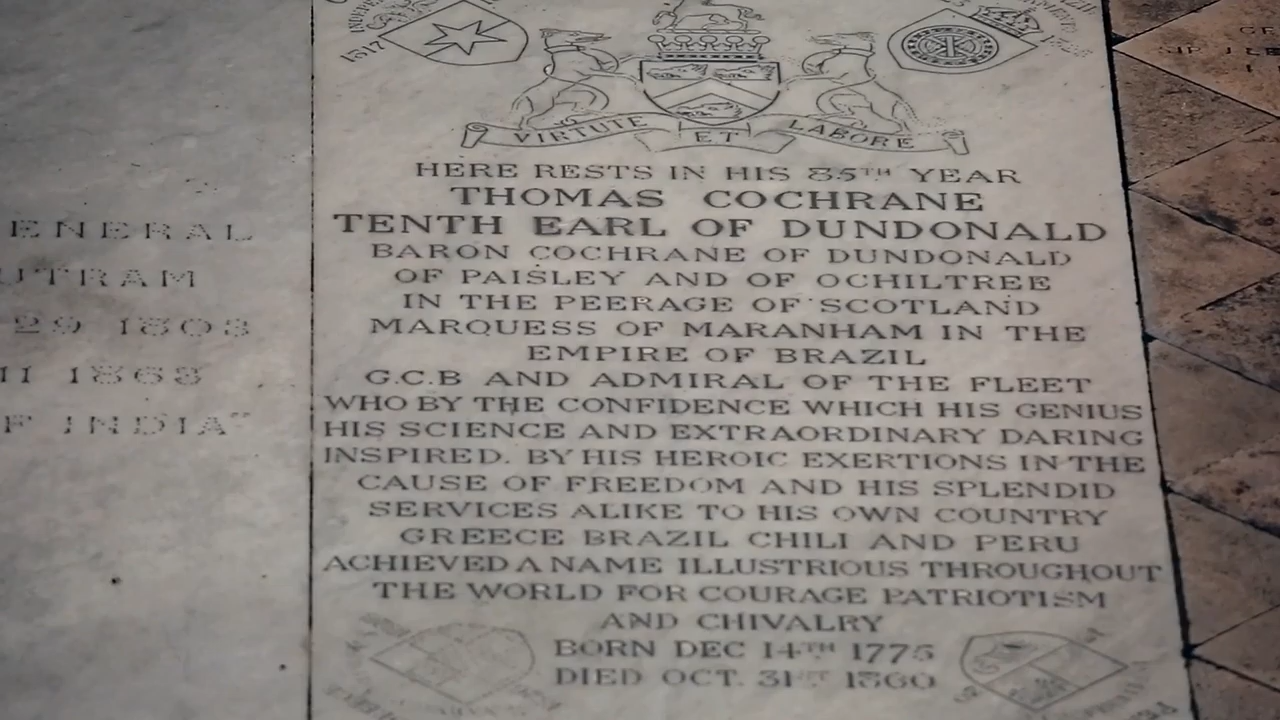 1817
VIRTUTE ET LABORE
HERE RESTS IN HIS 85TH YEAR
THOMAS COCHRANE
TENTH EARL OF DUNDONALD
BARON COCHRANE OF DUNDONALD
OF PAISLEY AND OF OCHILTREE
IN THE PEERAGE OF SCOTLAND
MARQUESS OF MARANHAM IN THE
EMPIRE OF BRAZIL
G.C.B AND ADMIRAL OF THE FLEET
WHO BY THE CONFIDENCE WHICH HIS GENIUS
HIS SCIENCE AND EXTRAORDINARY DARING
INSPIRED. BY HIS HEROIC EXERTIONS IN THE
CAUSE OF FREEDOM AND HIS SPLENDID
SERVICES ALIKE TO HIS OWN COUNTRY
GREECE BRAZIL CHILI AND PERU
ACHIEVED A NAME ILLUSTRIOUS THROUGHOUT
THE WORLD FOR COURAGE PATRIOTISM
AND CHIVALRY
BORN DEC 14TH 1775
DIED OCT. 31ST 1860
ENERAL
UTRAM
29 1803
11 1863
F INDIA"